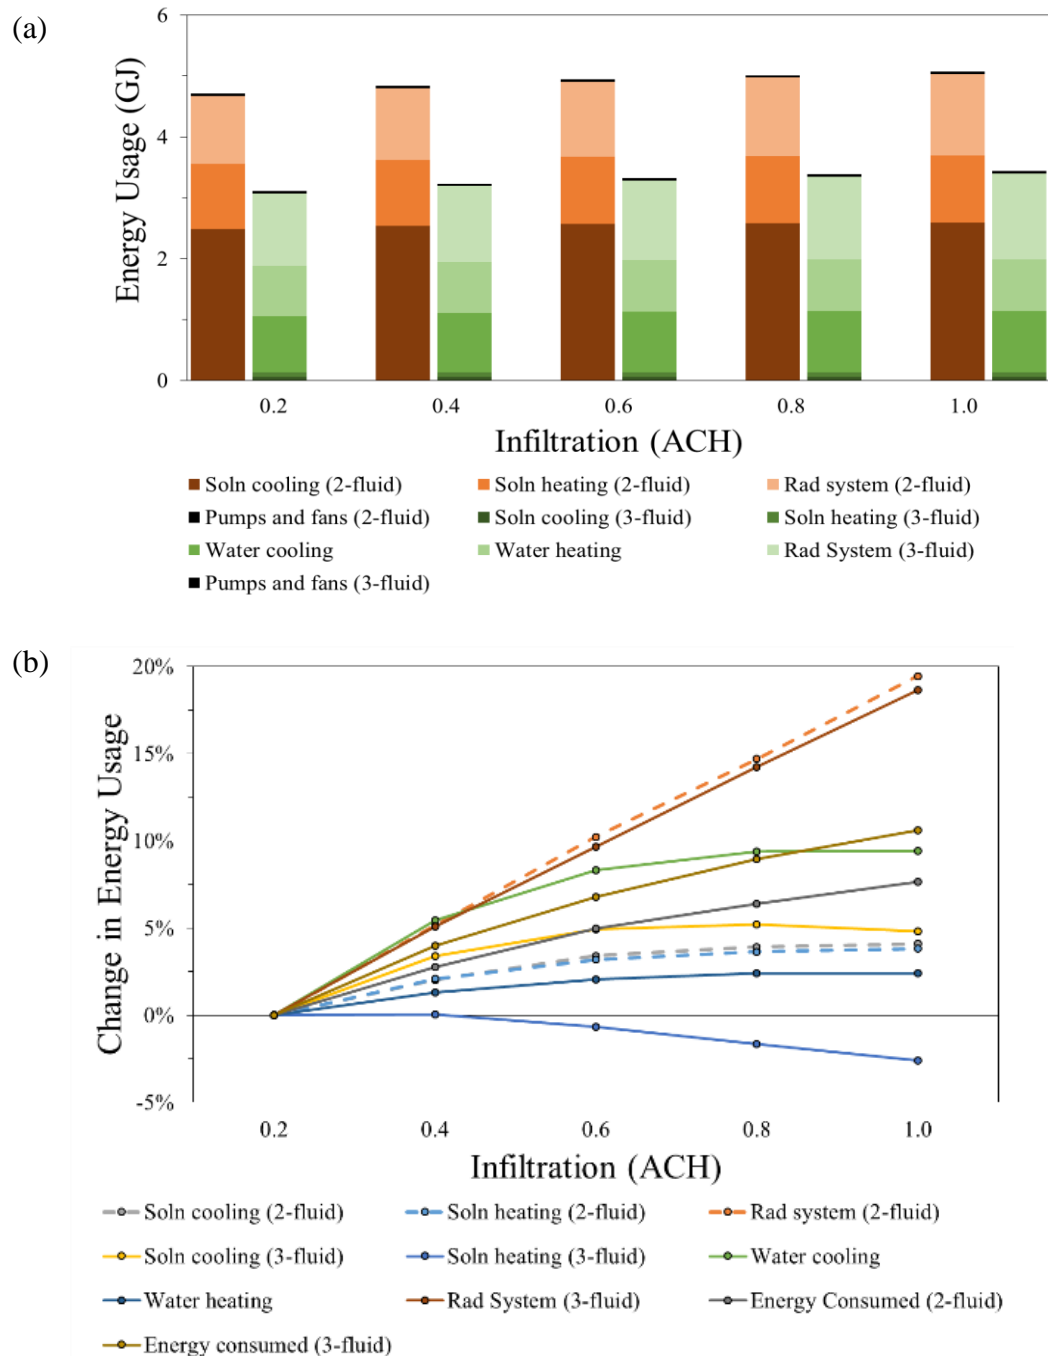 (a)
6
4
2
0
Energy Usage (GJ)
0.2 0.4 0.6 0.8 1.0
Infiltration (ACH)
Soln cooling (2-fluid) Soln heating (2-fluid) Rad system (2-fluid)
Pumps and fans (2-fluid) Soln cooling (3-fluid) Soln heating (3-fluid)
Water cooling Water heating Rad System (3-fluid)
Pumps and fans (3-fluid)
(b)
20%
15%
10%
5%
0%
-5%
Change in Energy Usage
0.2 0.4 0.6 0.8 1.0
Infiltration (ACH)
Soln cooling (2-fluid) Soln heating (2-fluid) Rad system (2-fluid)
Soln cooling (3-fluid) Soln heating (3-fluid) Water cooling
Water heating Rad System (3-fluid) Energy Consumed (2-fluid)
Energy consumed (3-fluid)